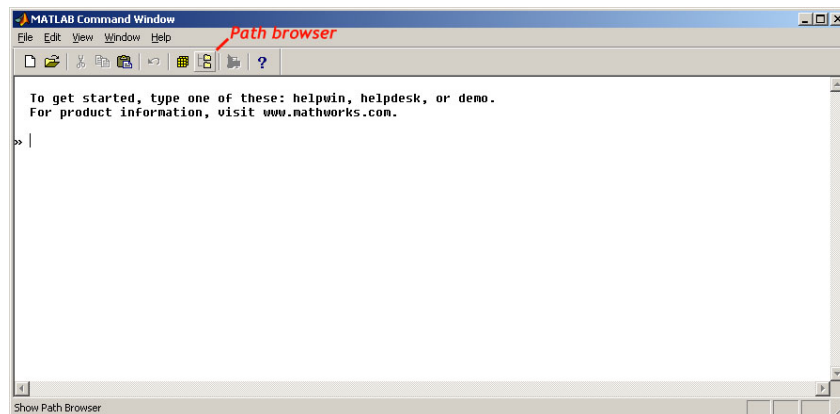 MATLAB Command Window
File Edit View Window Help
Path browser
?
To get started, type one of these: helpwin, helpdesk, or demo.
For product information, visit www.mathworks.com.
»
Show Path Browser